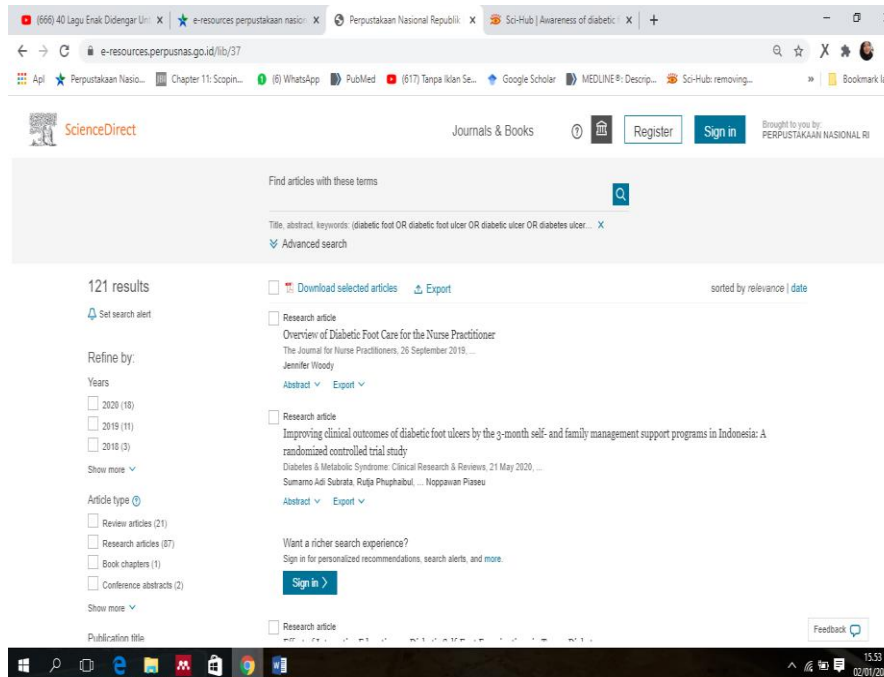 (666) 40 Lagu Enak Didengar Un
e-resources perpustakaan nasion
Perpustakaan Nasional Republik
Sci-Hub | Awareness of diabetic
e-resources.perpusnas.go.id/lib/37
Apl
Perpustakaan Nasio...
Chapter 11: Scopin...
(6) WhatsApp
PubMed
(617) Tanpa Iklan Se...
Google Scholar
MEDLINE®: Descrip...
Sci-Hub: removing...
»
Bookmark la
ScienceDirect
Journals & Books
Register
Sign in
Brought to you by:
PERPUSTAKAAN NASIONAL RI
Find articles with these terms
Title, abstract, keywords: (diabetic foot OR diabetic foot ulcer OR diabetic ulcer OR diabetes ulcer... X
Advanced search
121 results
Set search alert
Refine by:
Years
2020 (18)
2019 (11)
2018 (3)
Show more
Article type
Review articles (21)
Research articles (87)
Book chapters (1)
Conference abstracts (2)
Show more
Publication title
Download selected articles
Export
sorted by relevance | date
Research article
Overview of Diabetic Foot Care for the Nurse Practitioner
The Journal for Nurse Practitioners, 26 September 2019, ...
Jennifer Woody
Abstract
Export
Research article
Improving clinical outcomes of diabetic foot ulcers by the 3-month self- and family management support programs in Indonesia: A
randomized controlled trial study
Diabetes & Metabolic Syndrome: Clinical Research & Reviews, 21 May 2020, ...
Sumarno Adi Subrata, Rutja Phuphaibul, ... Noppawan Piaseu
Abstract
Export
Want a richer search experience?
Sign in for personalized recommendations, search alerts, and more.
Sign in
Research article
Feedback
15.53
02/01/20